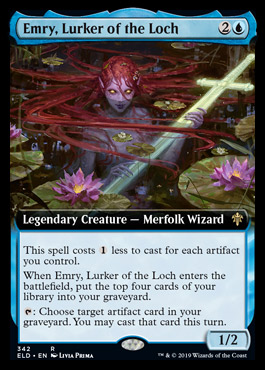 Emry, Lurker of the Loch 2
Legendary Creature — Merfolk Wizard
This spell costs 1 less to cast for each artifact
you control.
When Emry, Lurker of the Loch enters the
battlefield, put the top four cards of your
library into your graveyard.
: Choose target artifact card in your
graveyard. You may cast that card this turn.
1/2
342 R
ELD • EN LIVIA PRIMA
™ & © 2019 Wizards of the Coast